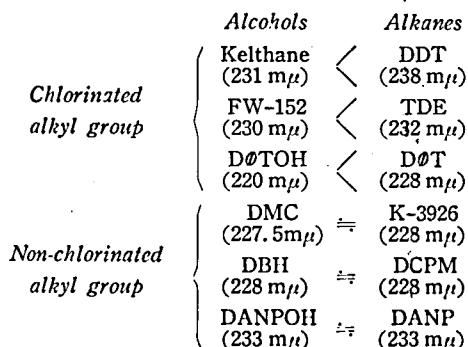 Alcohols Alkanes
Kelthane < DDT
(231 mμ) (238 mμ)
Chlorinated alkyl group
FW-152 < TDE
(230 mμ) (232 mμ)
DØTOH < DØT
(220 mμ) (228 mμ)
DMC ≒ K-3926
(227.5mμ) (228 mμ)
Non-chlorinated alkyl group
DBH ≒ DCPM
(228 mμ) (228 mμ)
DANPOH ≒ DANP
(233 mμ) (233 mμ)